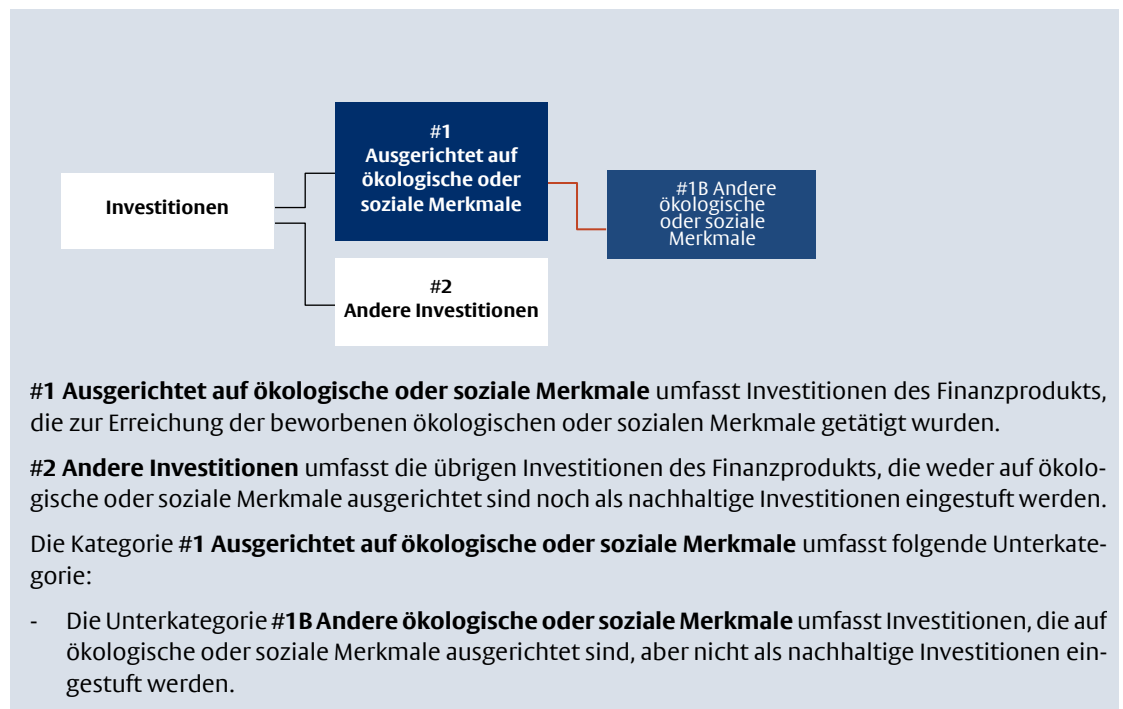 #1
Ausgerichtet auf
ökologische oder
soziale Merkmale
Investitionen
#1B Andere
ökologische
oder soziale
Merkmale
#2
Andere Investitionen
#1 Ausgerichtet auf ökologische oder soziale Merkmale umfasst Investitionen des Finanzprodukts,
die zur Erreichung der beworbenen ökologischen oder sozialen Merkmale getätigt wurden.
#2 Andere Investitionen umfasst die übrigen Investitionen des Finanzprodukts, die weder auf ökolo-
gische oder soziale Merkmale ausgerichtet sind noch als nachhaltige Investitionen eingestuft werden.
Die Kategorie #1 Ausgerichtet auf ökologische oder soziale Merkmale umfasst folgende Unterkate-
gorie:
- Die Unterkategorie #1B Andere ökologische oder soziale Merkmale umfasst Investitionen, die auf
ökologische oder soziale Merkmale ausgerichtet sind, aber nicht als nachhaltige Investitionen ein-
gestuft werden.